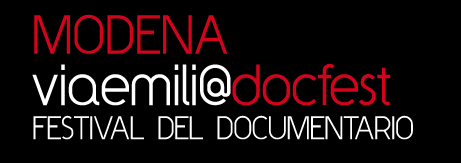 MODENA
viaemili@docfest
FESTIVAL DEL DOCUMENTARIO